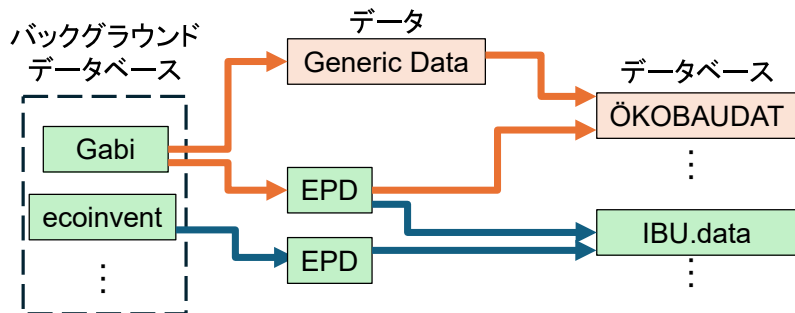 バックグラウンド
データベース
Gabi
ecoinvent
⋮
データ
Generic Data
EPD
EPD
データベース
ÖKOBAUDAT
⋮
IBU.data
⋮